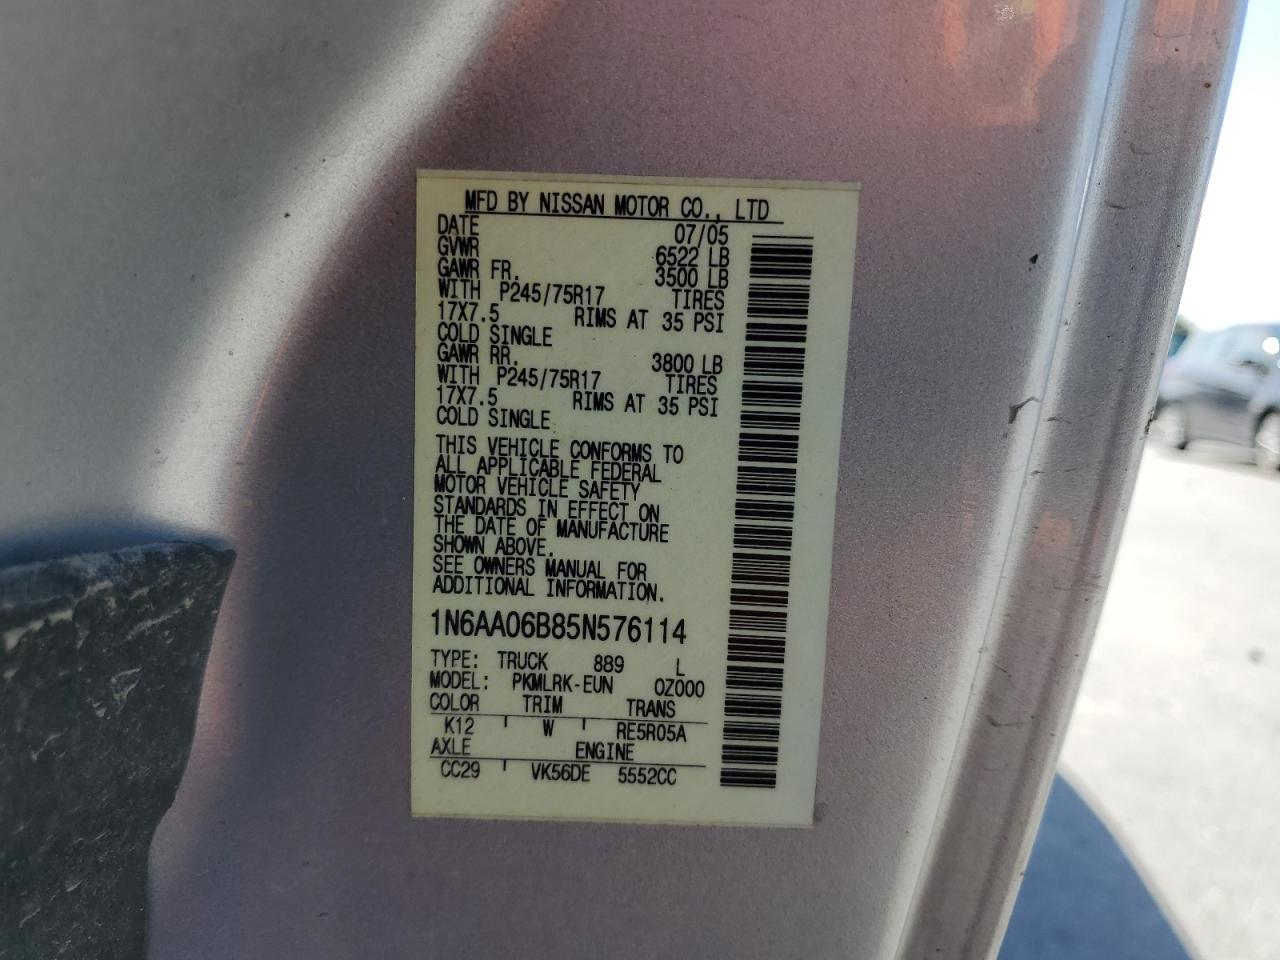 MFD BY NISSAN MOTOR CO., LTD
DATE 07/05
GVWR 6522 LB
GAWR FR. 3500 LB
WITH P245/75R17 TIRES
17X7.5 RIMS AT 35 PSI
COLD SINGLE
GAWR RR. 3800 LB
WITH P245/75R17 TIRES
17X7.5 RIMS AT 35 PSI
COLD SINGLE
THIS VEHICLE CONFORMS TO
ALL APPLICABLE FEDERAL
MOTOR VEHICLE SAFETY
STANDARDS IN EFFECT ON
THE DATE OF MANUFACTURE
SHOWN ABOVE.
SEE OWNERS MANUAL FOR
ADDITIONAL INFORMATION.
1N6AA06B85N576114
TYPE: TRUCK 889 L
MODEL: PKMLRK-EUN 0Z000
COLOR TRIM TRANS
K12 W RE5R05A
AXLE ENGINE
CC29 VK56DE 5552CC